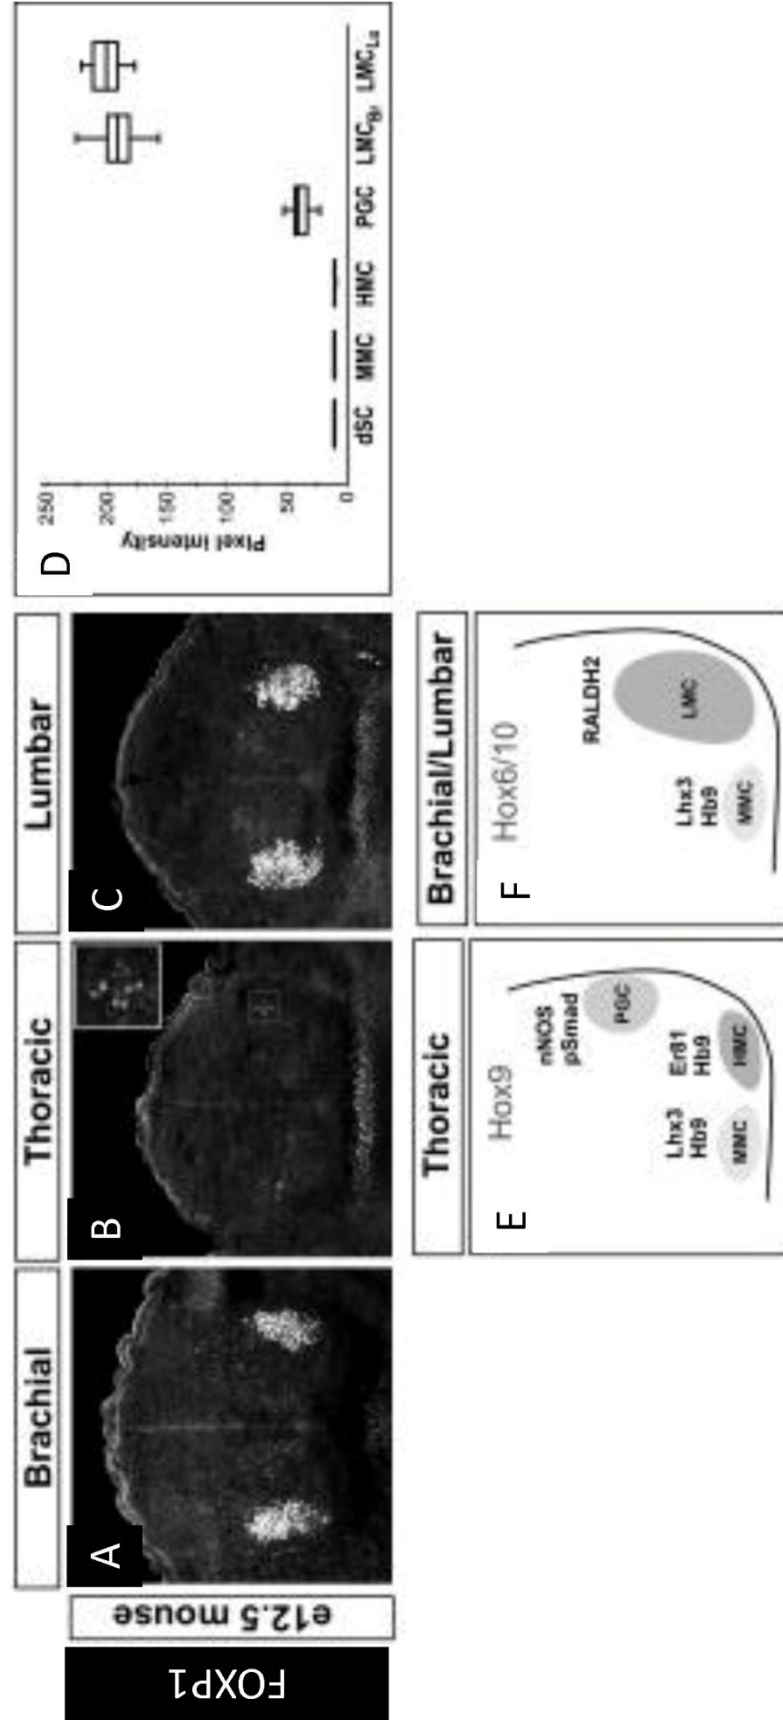 FOXP1
e12.5 mouse
Brachial
Thoracic
Lumbar
A
B
C
D
Pixel intensity
250
200
150
100
50
0
dSC MMC HMC PGC LMCBr LMCLu
Thoracic
E
Hox9
nNOS
pSmad
PGC
Lhx3
Hb9
MMC
Er81
Hb9
HMC
Brachial/Lumbar
F
Hox6/10
RALDH2
LMC
Lhx3
Hb9
MMC